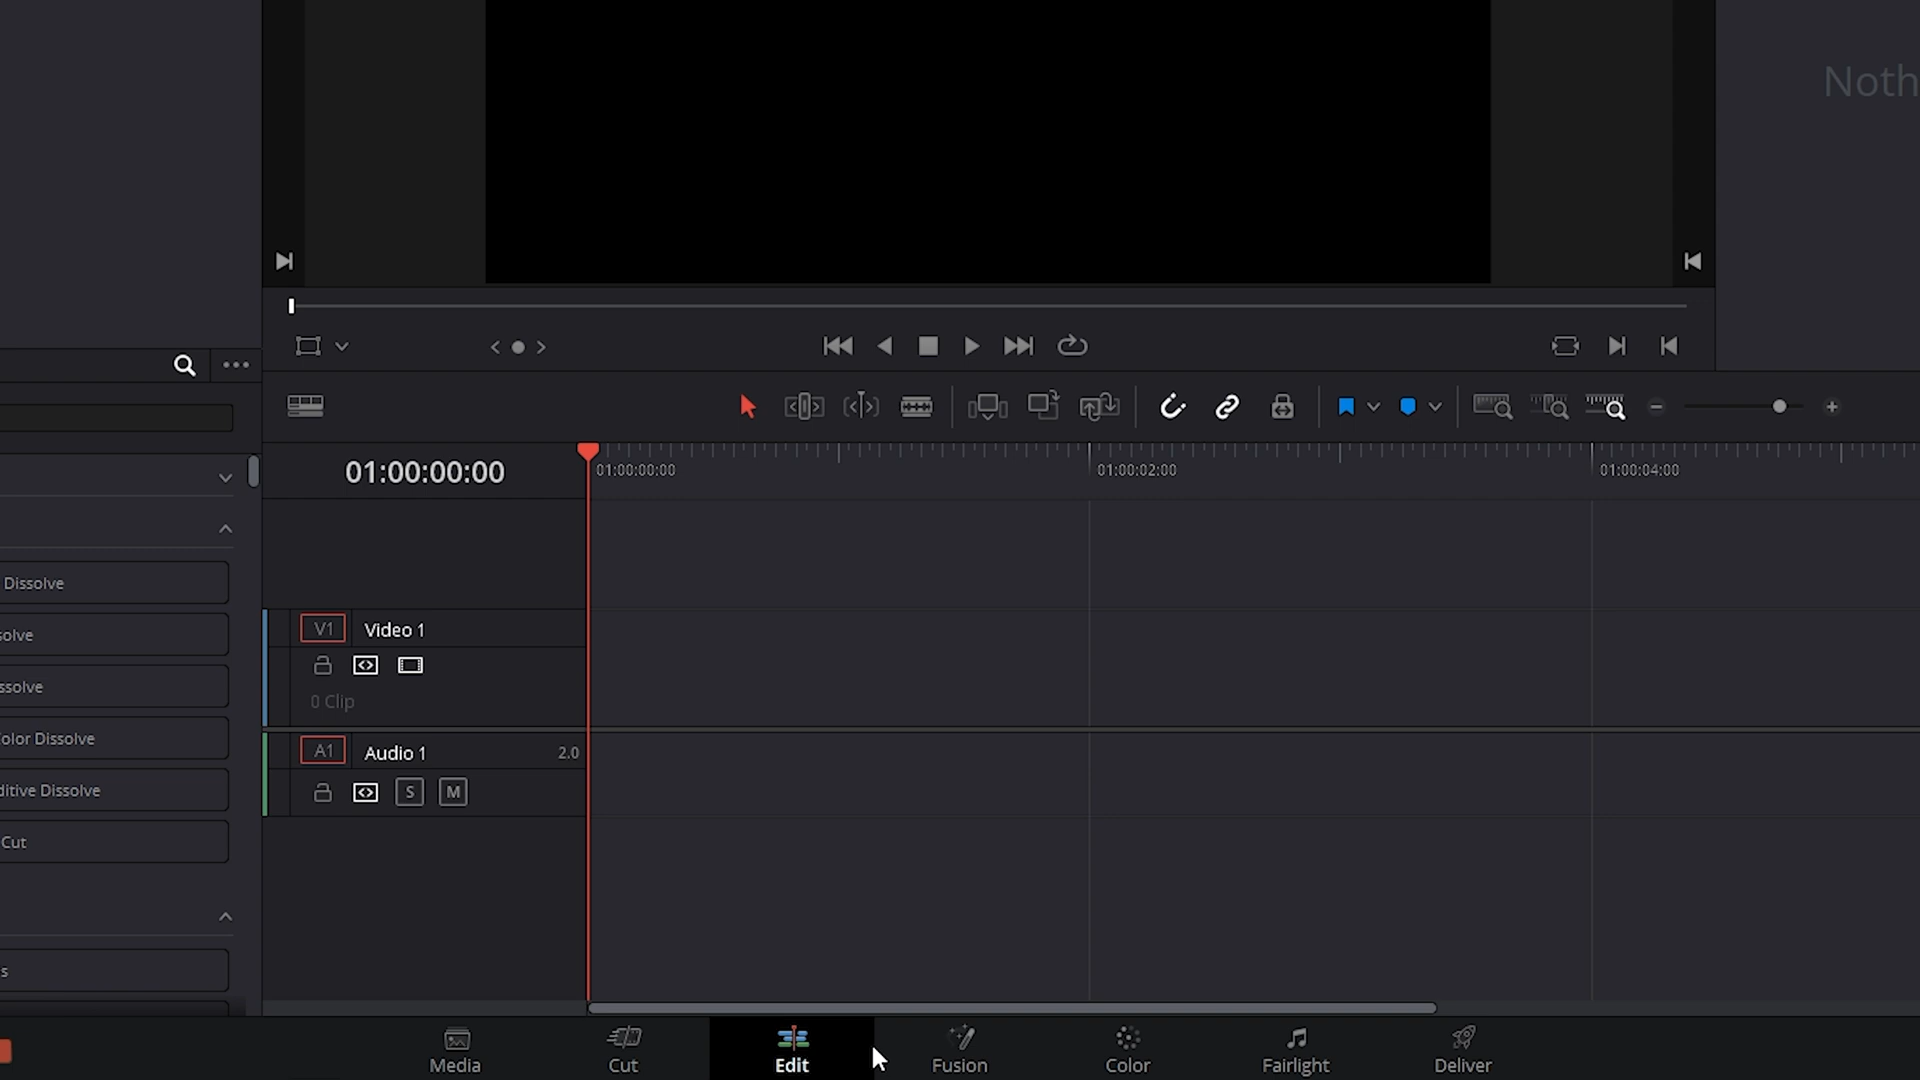 Noth
01:00:00:00
01:00:00:00
01:00:02:00
01:00:04:00
Dissolve
solve
ssolve
olor Dissolve
ditive Dissolve
Cut
s
V1
Video 1
0 Clip
A1
Audio 1
2.0
S
M
Media
Cut
Edit
Fusion
Color
Fairlight
Deliver